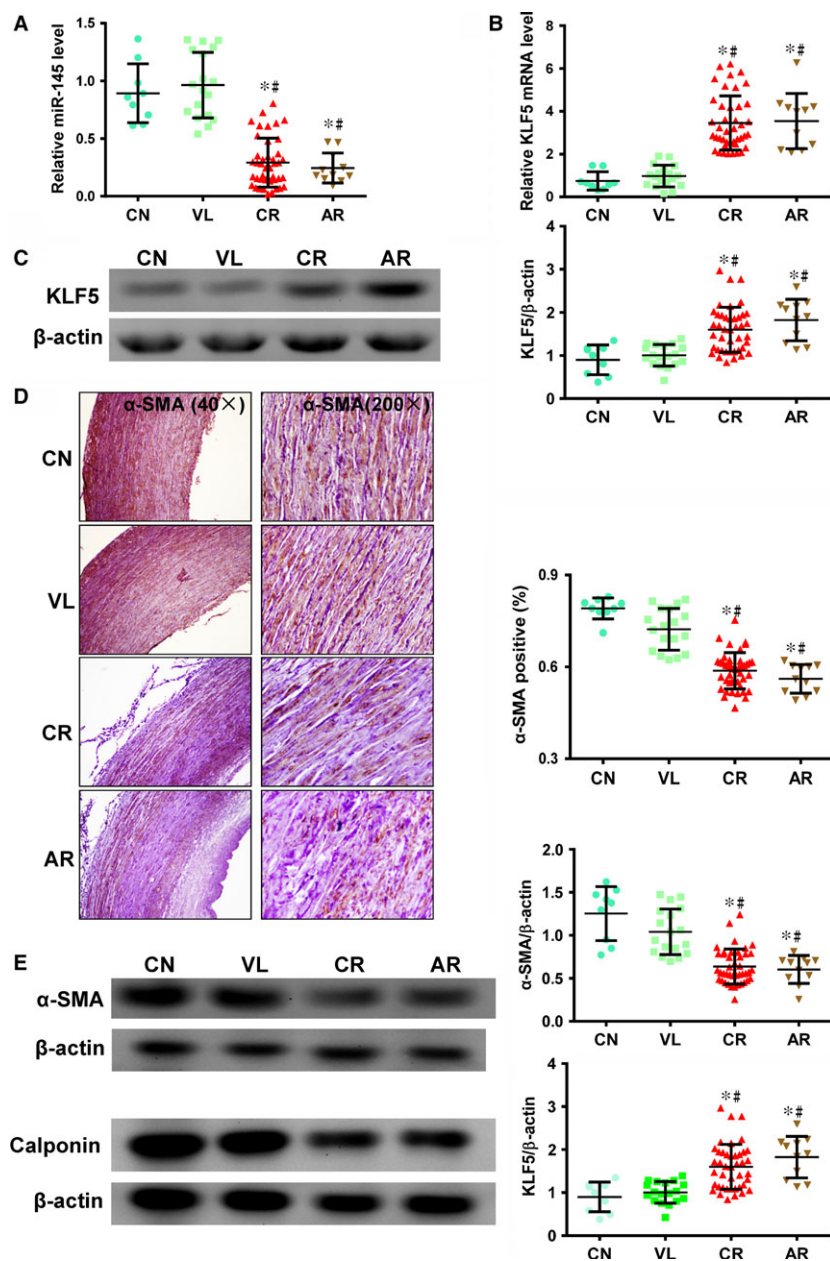 A
Relative miR-145 level
1.5
1.0
0.5
0.0
*#
*#
CN VL CR AR
B
Relative KLF5 mRNA level
8
6
4
2
0
*#
*#
CN VL CR AR
C
CN VL CR AR
KLF5
β-actin
KLF5/β-actin
4
3
2
1
0
*#
*#
CN VL CR AR
D
α-SMA (40×) α-SMA(200×)
CN
VL
CR
AR
α-SMA positive (%)
0.9
0.6
0.3
*#
*#
CN VL CR AR
α-SMA/β-actin
2.0
1.5
1.0
0.5
0.0
*#
*#
CN VL CR AR
E
CN VL CR AR
α-SMA
β-actin
Calponin
β-actin
KLF5/β-actin
4
3
2
1
0
*#
*#
CN VL CR AR